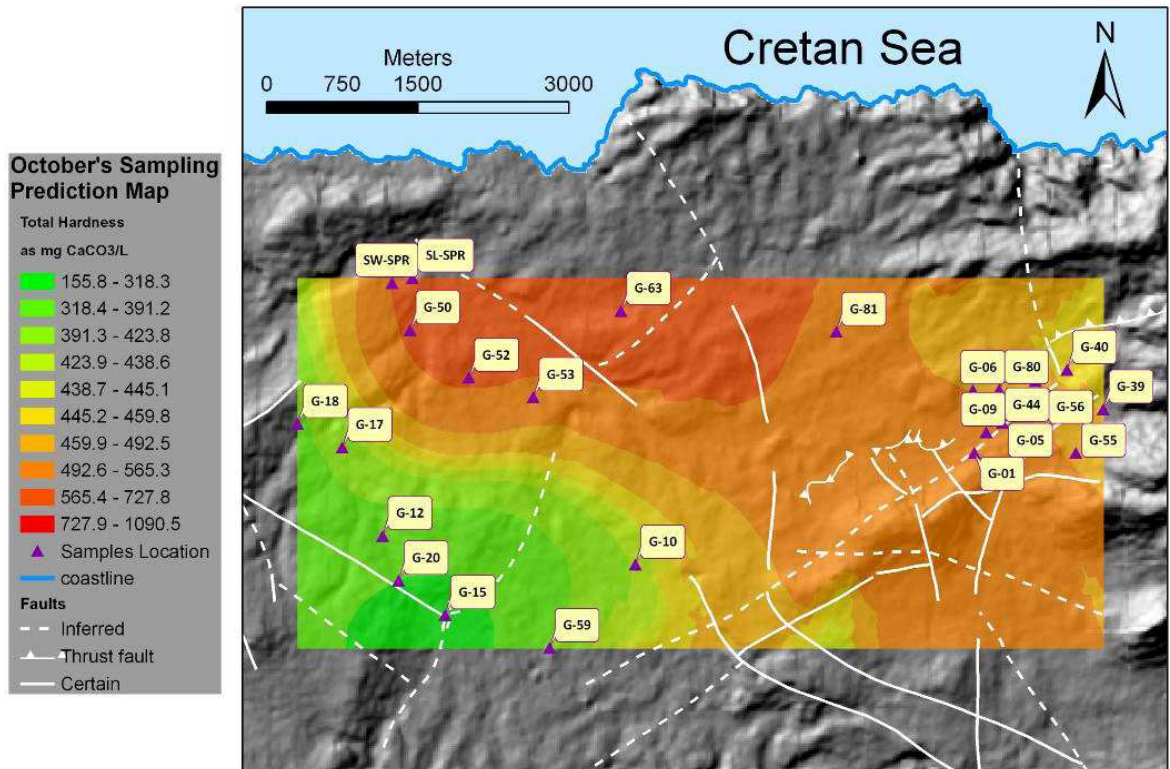 Cretan Sea
N
Meters
0 750 1500 3000
October's Sampling
Prediction Map
Total Hardness
as mg CaCO3/L
155.8 - 318.3
318.4 - 391.2
391.3 - 423.8
423.9 - 438.6
438.7 - 445.1
445.2 - 459.8
459.9 - 492.5
492.6 - 565.3
565.4 - 727.8
727.9 - 1090.5
Samples Location
coastline
Faults
Inferred
Thrust fault
Certain
SW-SPR
SL-SPR
G-50
G-63
G-81
G-52
G-53
G-06
G-80
G-40
G-18
G-17
G-09
G-44
G-56
G-39
G-05
G-55
G-01
G-12
G-20
G-10
G-15
G-59